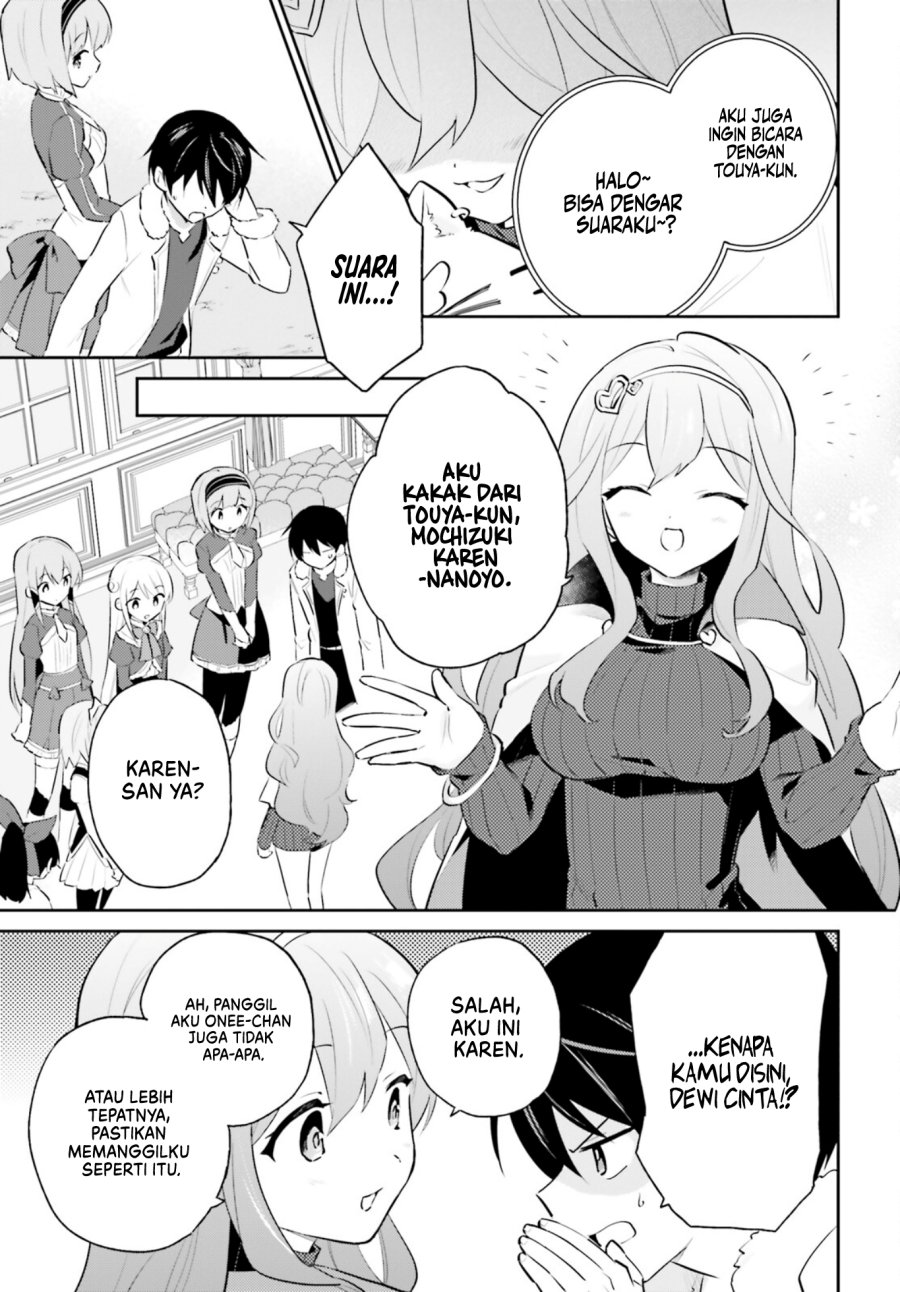 AKU JUGA
INGIN BICARA
DENGAN
TOUYA-KUN.
HALO~
BISA DENGAR
SUARAKU~?
SUARA
INI...!
AKU
KAKAK DARI
TOUYA-KUN,
MOCHIZUKI
KAREN
-NANOYO.
KAREN-
SAN YA?
...KENAPA
KAMU DISINI,
DEWI CINTA!?
SALAH,
AKU INI
KAREN.
AH, PANGGIL
AKU ONEE-CHAN
JUGA TIDAK
APA-APA.
ATAU LEBIH
TEPATNYA,
PASTIKAN
MEMANGGILKU
SEPERTI ITU.